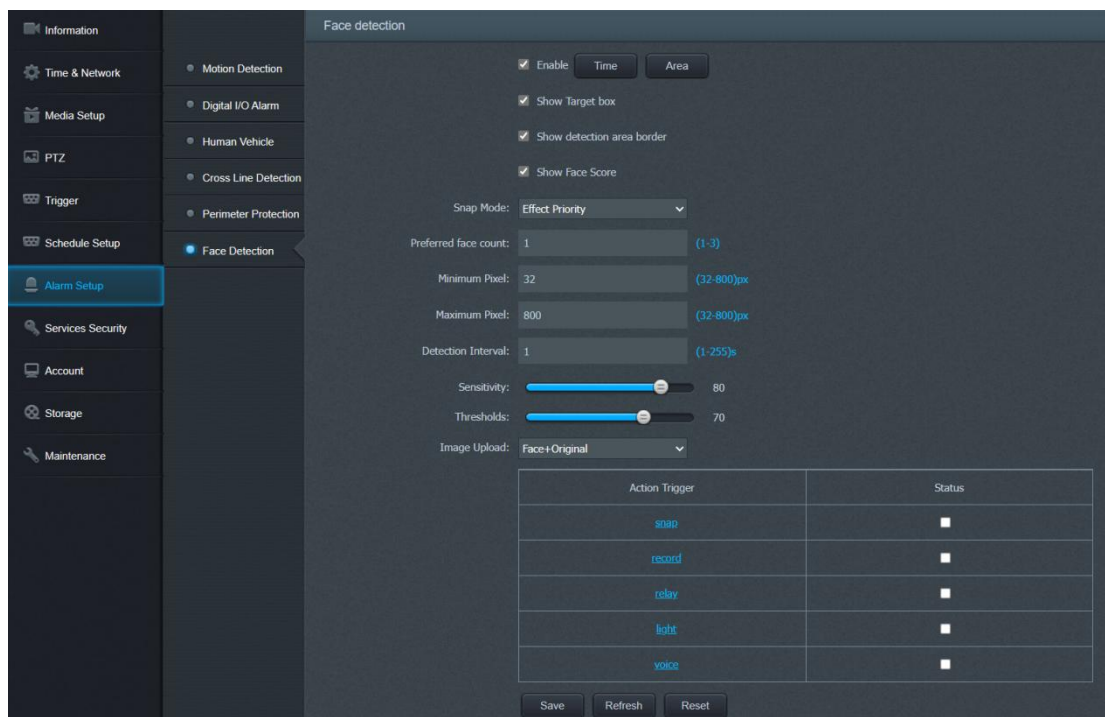 Information
Time & Network
Media Setup
PTZ
Trigger
Schedule Setup
Alarm Setup
Services Security
Account
Storage
Maintenance
Motion Detection
Digital I/O Alarm
Human Vehicle
Cross Line Detection
Perimeter Protection
Face Detection
Face detection
Enable Time Area
Show Target box
Show detection area border
Show Face Score
Snap Mode: Effect Priority
Preferred face count: 1 (1-3)
Minimum Pixel: 32 (32-800)px
Maximum Pixel: 800 (32-800)px
Detection Interval: 1 (1-255)s
Sensitivity: 80
Thresholds: 70
Image Upload: Face+Original
Action Trigger Status
snap
record
relay
light
voice
Save Refresh Reset